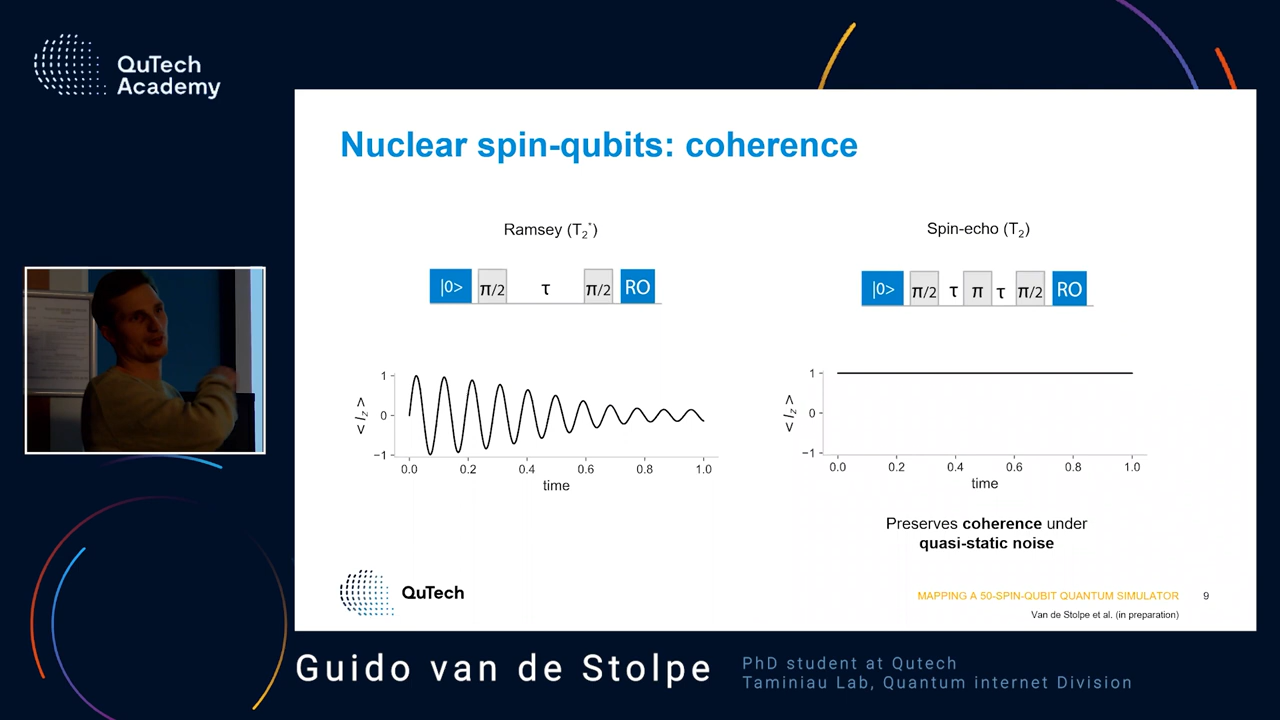 QuTech
Academy
Nuclear spin-qubits: coherence
Ramsey (T₂*)
|0> π/2 τ π/2 RO
< I_z >
1
0
−1
0.0 0.2 0.4 0.6 0.8 1.0
time
Spin-echo (T₂)
|0> π/2 τ π τ π/2 RO
< I_z >
1
0
−1
0.0 0.2 0.4 0.6 0.8 1.0
time
Preserves coherence under
quasi-static noise
QuTech
MAPPING A 50-SPIN-QUBIT QUANTUM SIMULATOR 9
Van de Stolpe et al. (in preparation)
Guido van de Stolpe
PhD student at Qutech
Taminiau Lab, Quantum internet Division